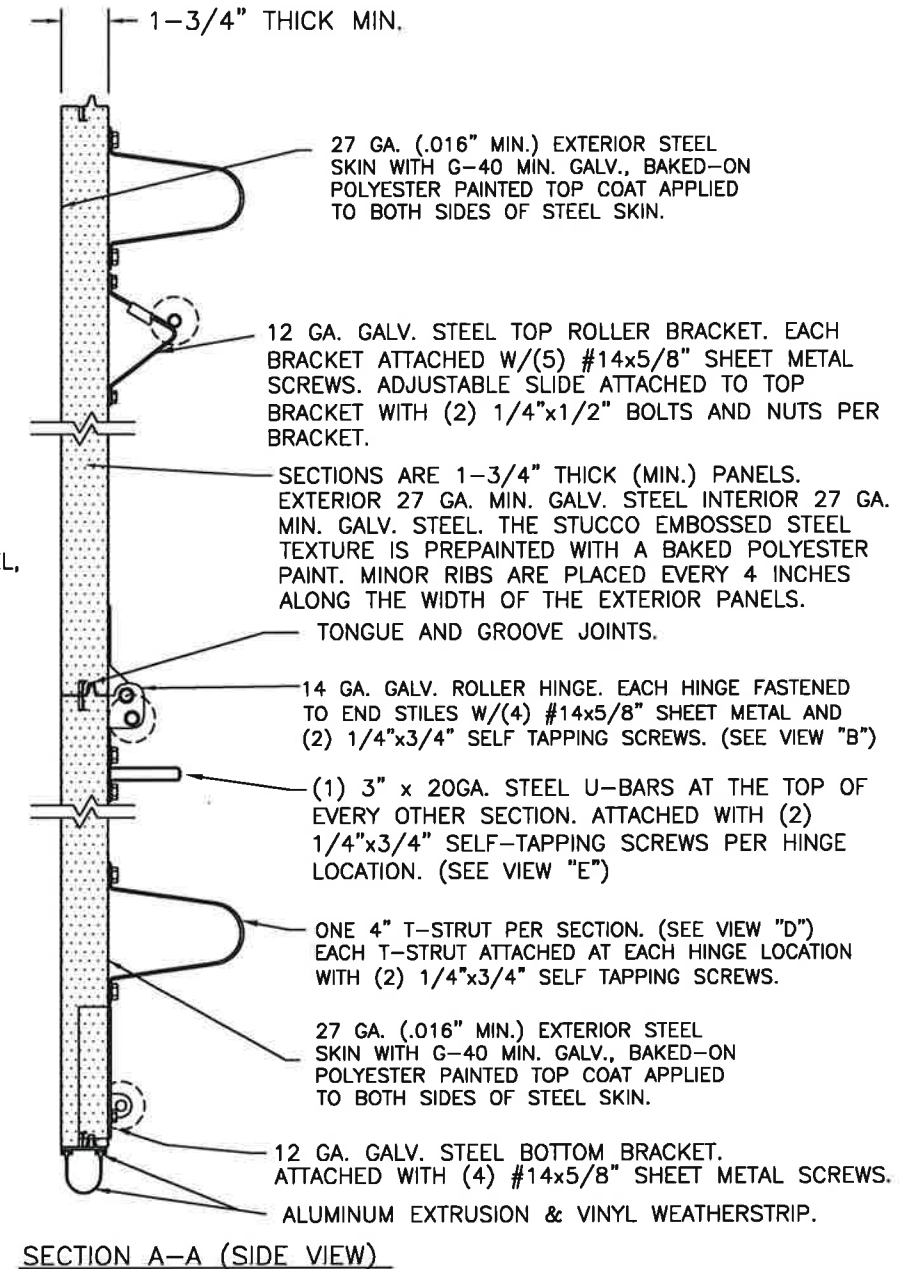 1-3/4" THICK MIN.
27 GA. (.016" MIN.) EXTERIOR STEEL
SKIN WITH G-40 MIN. GALV., BAKED-ON
POLYESTER PAINTED TOP COAT APPLIED
TO BOTH SIDES OF STEEL SKIN.
12 GA. GALV. STEEL TOP ROLLER BRACKET. EACH
BRACKET ATTACHED W/(5) #14x5/8" SHEET METAL
SCREWS. ADJUSTABLE SLIDE ATTACHED TO TOP
BRACKET WITH (2) 1/4"x1/2" BOLTS AND NUTS PER
BRACKET.
SECTIONS ARE 1-3/4" THICK (MIN.) PANELS.
EXTERIOR 27 GA. MIN. GALV. STEEL INTERIOR 27 GA.
MIN. GALV. STEEL. THE STUCCO EMBOSSED STEEL
TEXTURE IS PREPAINTED WITH A BAKED POLYESTER
PAINT. MINOR RIBS ARE PLACED EVERY 4 INCHES
ALONG THE WIDTH OF THE EXTERIOR PANELS.
TONGUE AND GROOVE JOINTS.
14 GA. GALV. ROLLER HINGE. EACH HINGE FASTENED
TO END STILES W/(4) #14x5/8" SHEET METAL AND
(2) 1/4"x3/4" SELF TAPPING SCREWS. (SEE VIEW "B")
(1) 3" x 20GA. STEEL U-BARS AT THE TOP OF
EVERY OTHER SECTION. ATTACHED WITH (2)
1/4"x3/4" SELF-TAPPING SCREWS PER HINGE
LOCATION. (SEE VIEW "E")
ONE 4" T-STRUT PER SECTION. (SEE VIEW "D")
EACH T-STRUT ATTACHED AT EACH HINGE LOCATION
WITH (2) 1/4"x3/4" SELF TAPPING SCREWS.
27 GA. (.016" MIN.) EXTERIOR STEEL
SKIN WITH G-40 MIN. GALV., BAKED-ON
POLYESTER PAINTED TOP COAT APPLIED
TO BOTH SIDES OF STEEL SKIN.
12 GA. GALV. STEEL BOTTOM BRACKET.
ATTACHED WITH (4) #14x5/8" SHEET METAL SCREWS.
ALUMINUM EXTRUSION & VINYL WEATHERSTRIP.
SECTION A-A (SIDE VIEW)